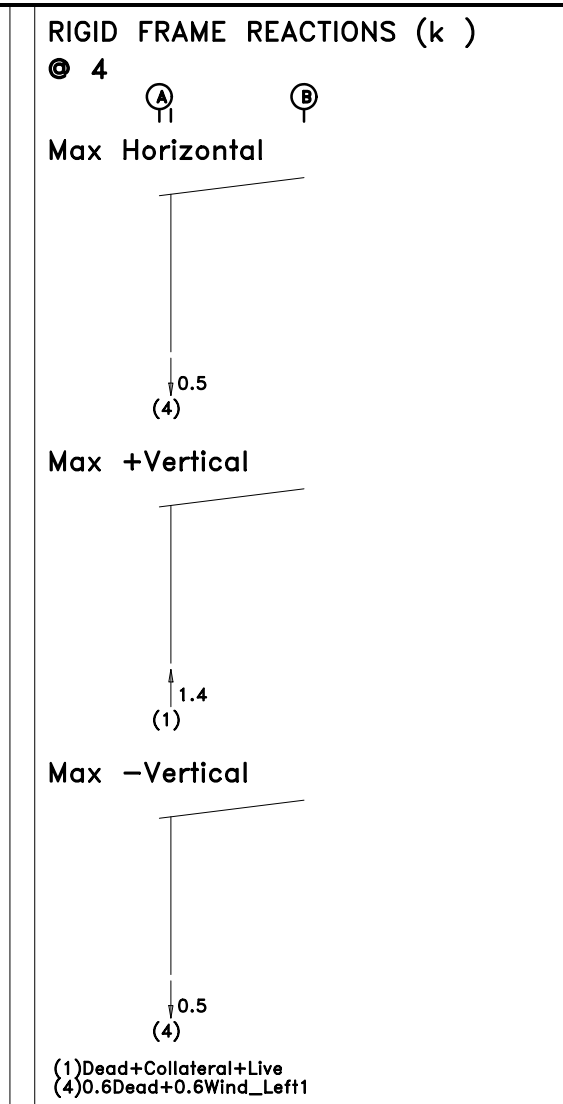 RIGID FRAME REACTIONS (k )
@ 4
A B
Max Horizontal
0.5
(4)
Max +Vertical
1.4
(1)
Max -Vertical
0.5
(4)
(1)Dead+Collateral+Live
(4)0.6Dead+0.6Wind_Left1